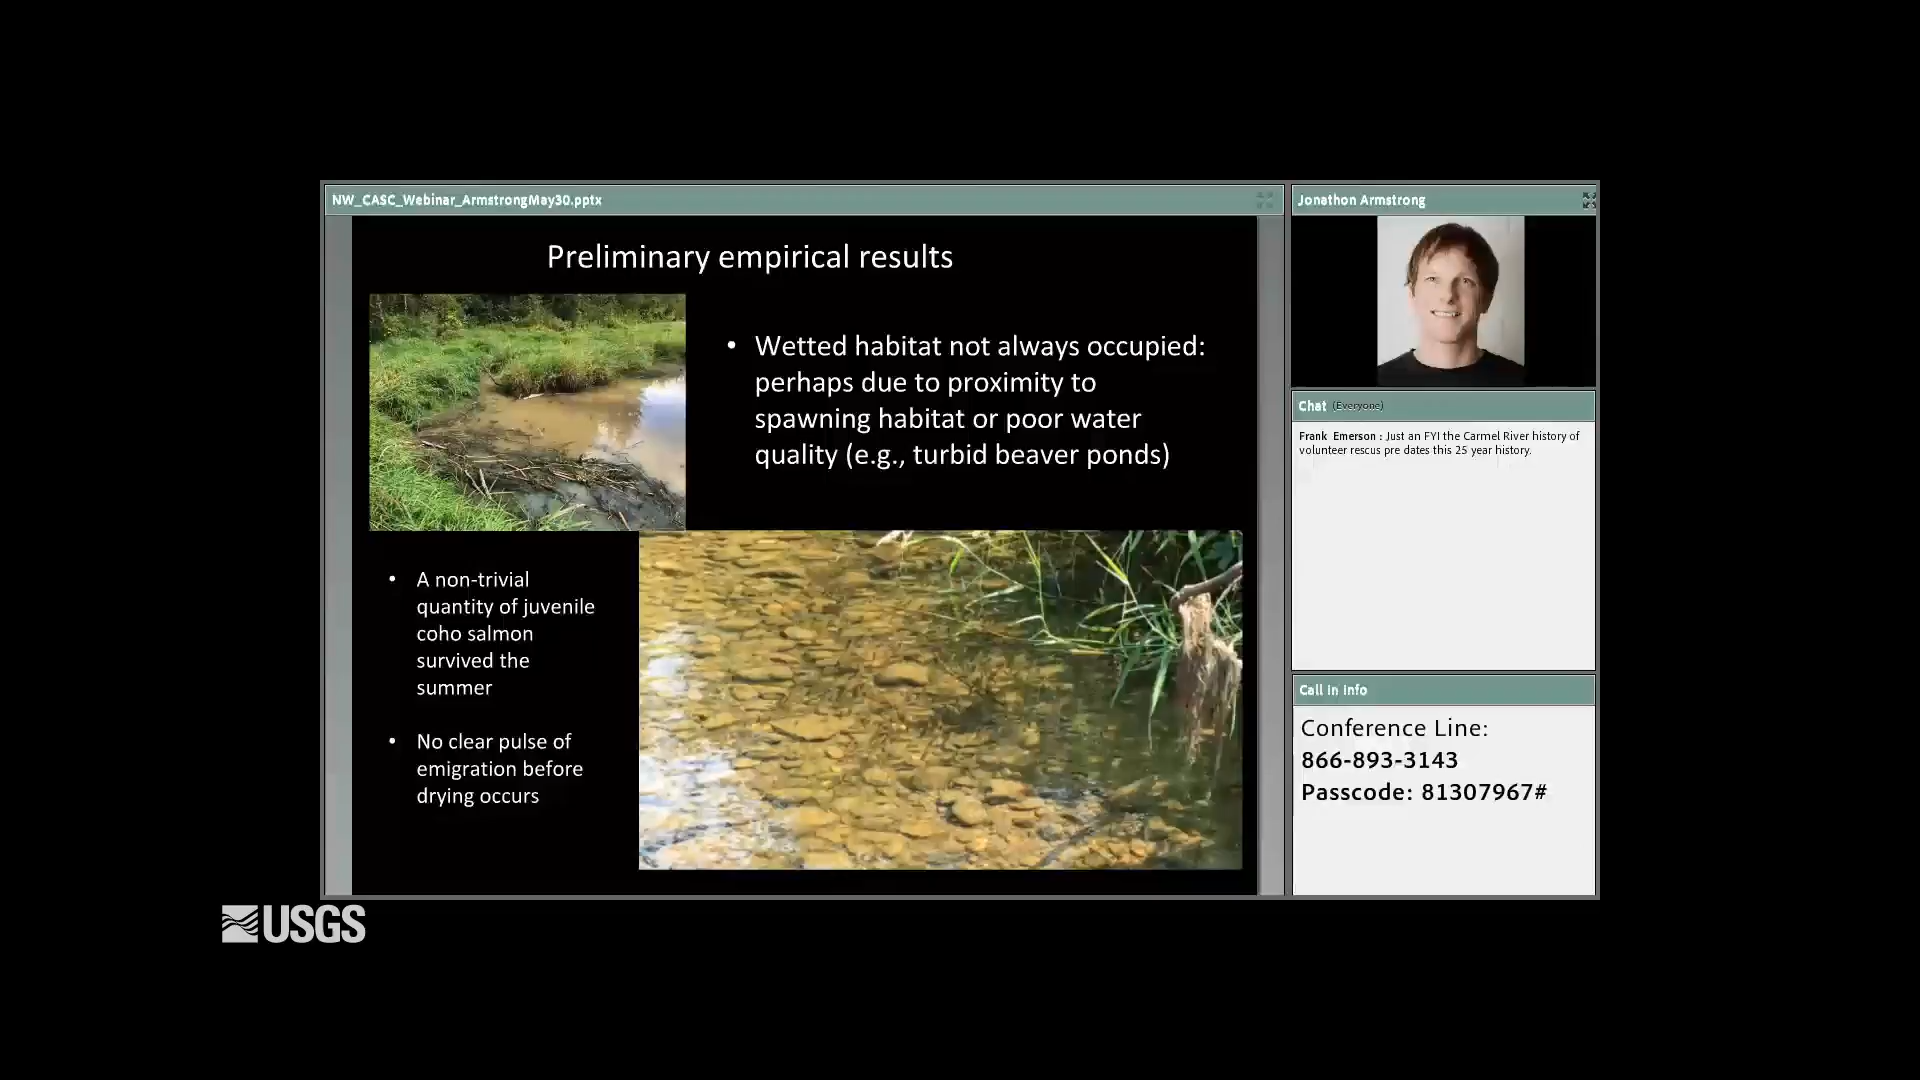 NW_CASC_Webinar_ArmstrongMay30.pptx
Preliminary empirical results
• Wetted habitat not always occupied:
perhaps due to proximity to
spawning habitat or poor water
quality (e.g., turbid beaver ponds)
• A non-trivial
quantity of juvenile
coho salmon
survived the
summer
• No clear pulse of
emigration before
drying occurs
Jonathon Armstrong
Chat (Everyone)
Frank Emerson : Just an FYI the Carmel River history of
volunteer rescus pre dates this 25 year history.
Call in info
Conference Line:
866-893-3143
Passcode: 81307967#
USGS